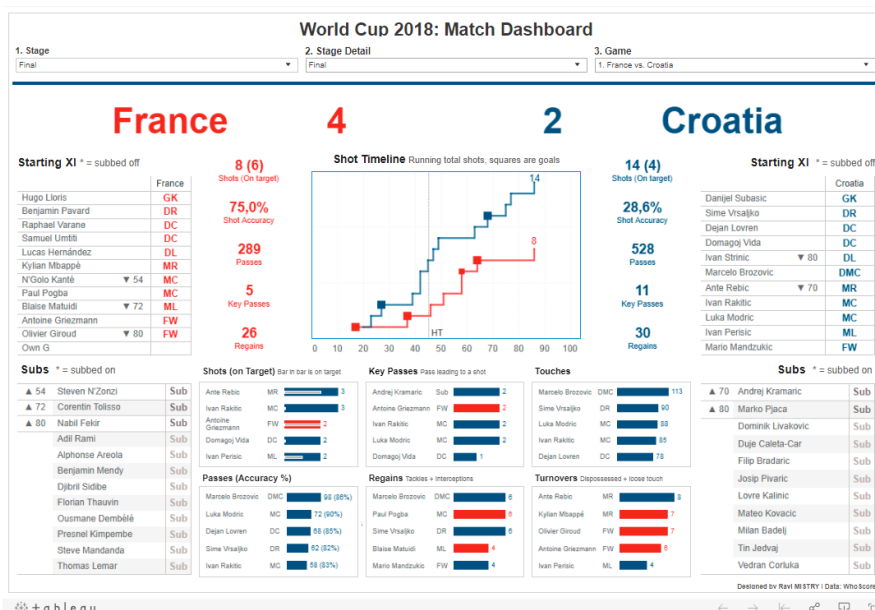 World Cup 2018: Match Dashboard
1. Stage
2. Stage Detail
3. Game
Final
Final
1. France vs. Croatia
France
4
2
Croatia
Starting XI * = subbed off
France
Hugo Lloris GK
Benjamin Pavard DR
Raphael Varane DC
Samuel Umtiti DC
Lucas Hernández DL
Kylian Mbappé MR
N'Golo Kanté ▼ 54 MC
Paul Pogba MC
Blaise Matuidi ▼ 72 ML
Antoine Griezmann FW
Olivier Giroud ▼ 80 FW
Own G
8 (6)
Shots (On target)
75,0%
Shot Accuracy
289
Passes
5
Key Passes
26
Regains
Shot Timeline Running total shots, squares are goals
14
8
HT
0 10 20 30 40 50 60 70 80 90 100
14 (4)
Shots (On target)
28,6%
Shot Accuracy
528
Passes
11
Key Passes
30
Regains
Starting XI * = subbed off
Croatia
Danijel Subasic GK
Sime Vrsaljko DR
Dejan Lovren DC
Domagoj Vida DC
Ivan Strinic ▼ 80 DL
Marcelo Brozovic DMC
Ante Rebic ▼ 70 MR
Ivan Rakitic MC
Luka Modric MC
Ivan Perisic ML
Mario Mandzukic FW
Subs * = subbed on
▲ 54 Steven N'Zonzi Sub
▲ 72 Corentin Tolisso Sub
▲ 80 Nabil Fekir Sub
Adil Rami Sub
Alphonse Areola Sub
Benjamin Mendy Sub
Djibril Sidibe Sub
Florian Thauvin Sub
Ousmane Dembélé Sub
Presnel Kimpembe Sub
Steve Mandanda Sub
Thomas Lemar Sub
Shots (on Target) Bar in bar is on target
Ante Rebic MR 3
Ivan Rakitic MC 3
Antoine
Griezmann FW 2
Domagoj Vida DC 2
Ivan Perisic ML 2
Key Passes Pass leading to a shot
Andrej Kramaric Sub 2
Antoine Griezmann FW 2
Ivan Rakitic MC 2
Luka Modric MC 2
Domagoj Vida DC 1
Touches
Marcelo Brozovic DMC 113
Sime Vrsaljko DR 90
Luka Modric MC 88
Ivan Rakitic MC 85
Dejan Lovren DC 78
Passes (Accuracy %)
Marcelo Brozovic DMC 98 (86%)
Luka Modric MC 72 (90%)
Dejan Lovren DC 68 (85%)
Sime Vrsaljko DR 62 (82%)
Ivan Rakitic MC 59 (83%)
Regains Tackles + Interceptions
Marcelo Brozovic DMC 6
Paul Pogba MC 6
Sime Vrsaljko DR 6
Blaise Matuidi ML 4
Mario Mandzukic FW 4
Turnovers Dispossessed + loose touch
Ante Rebic MR 8
Kylian Mbappé MR 7
Olivier Giroud FW 7
Antoine Griezmann FW 6
Ivan Perisic ML 4
Subs * = subbed on
▲ 70 Andrej Kramaric Sub
▲ 80 Marko Pjaca Sub
Dominik Livakovic Sub
Duje Caleta-Car Sub
Filip Bradaric Sub
Josip Pivaric Sub
Lovre Kalinic Sub
Mateo Kovacic Sub
Milan Badelj Sub
Tin Jedvaj Sub
Vedran Corluka Sub
Designed by Ravi MISTRY I Data: WhoScore
+ableau